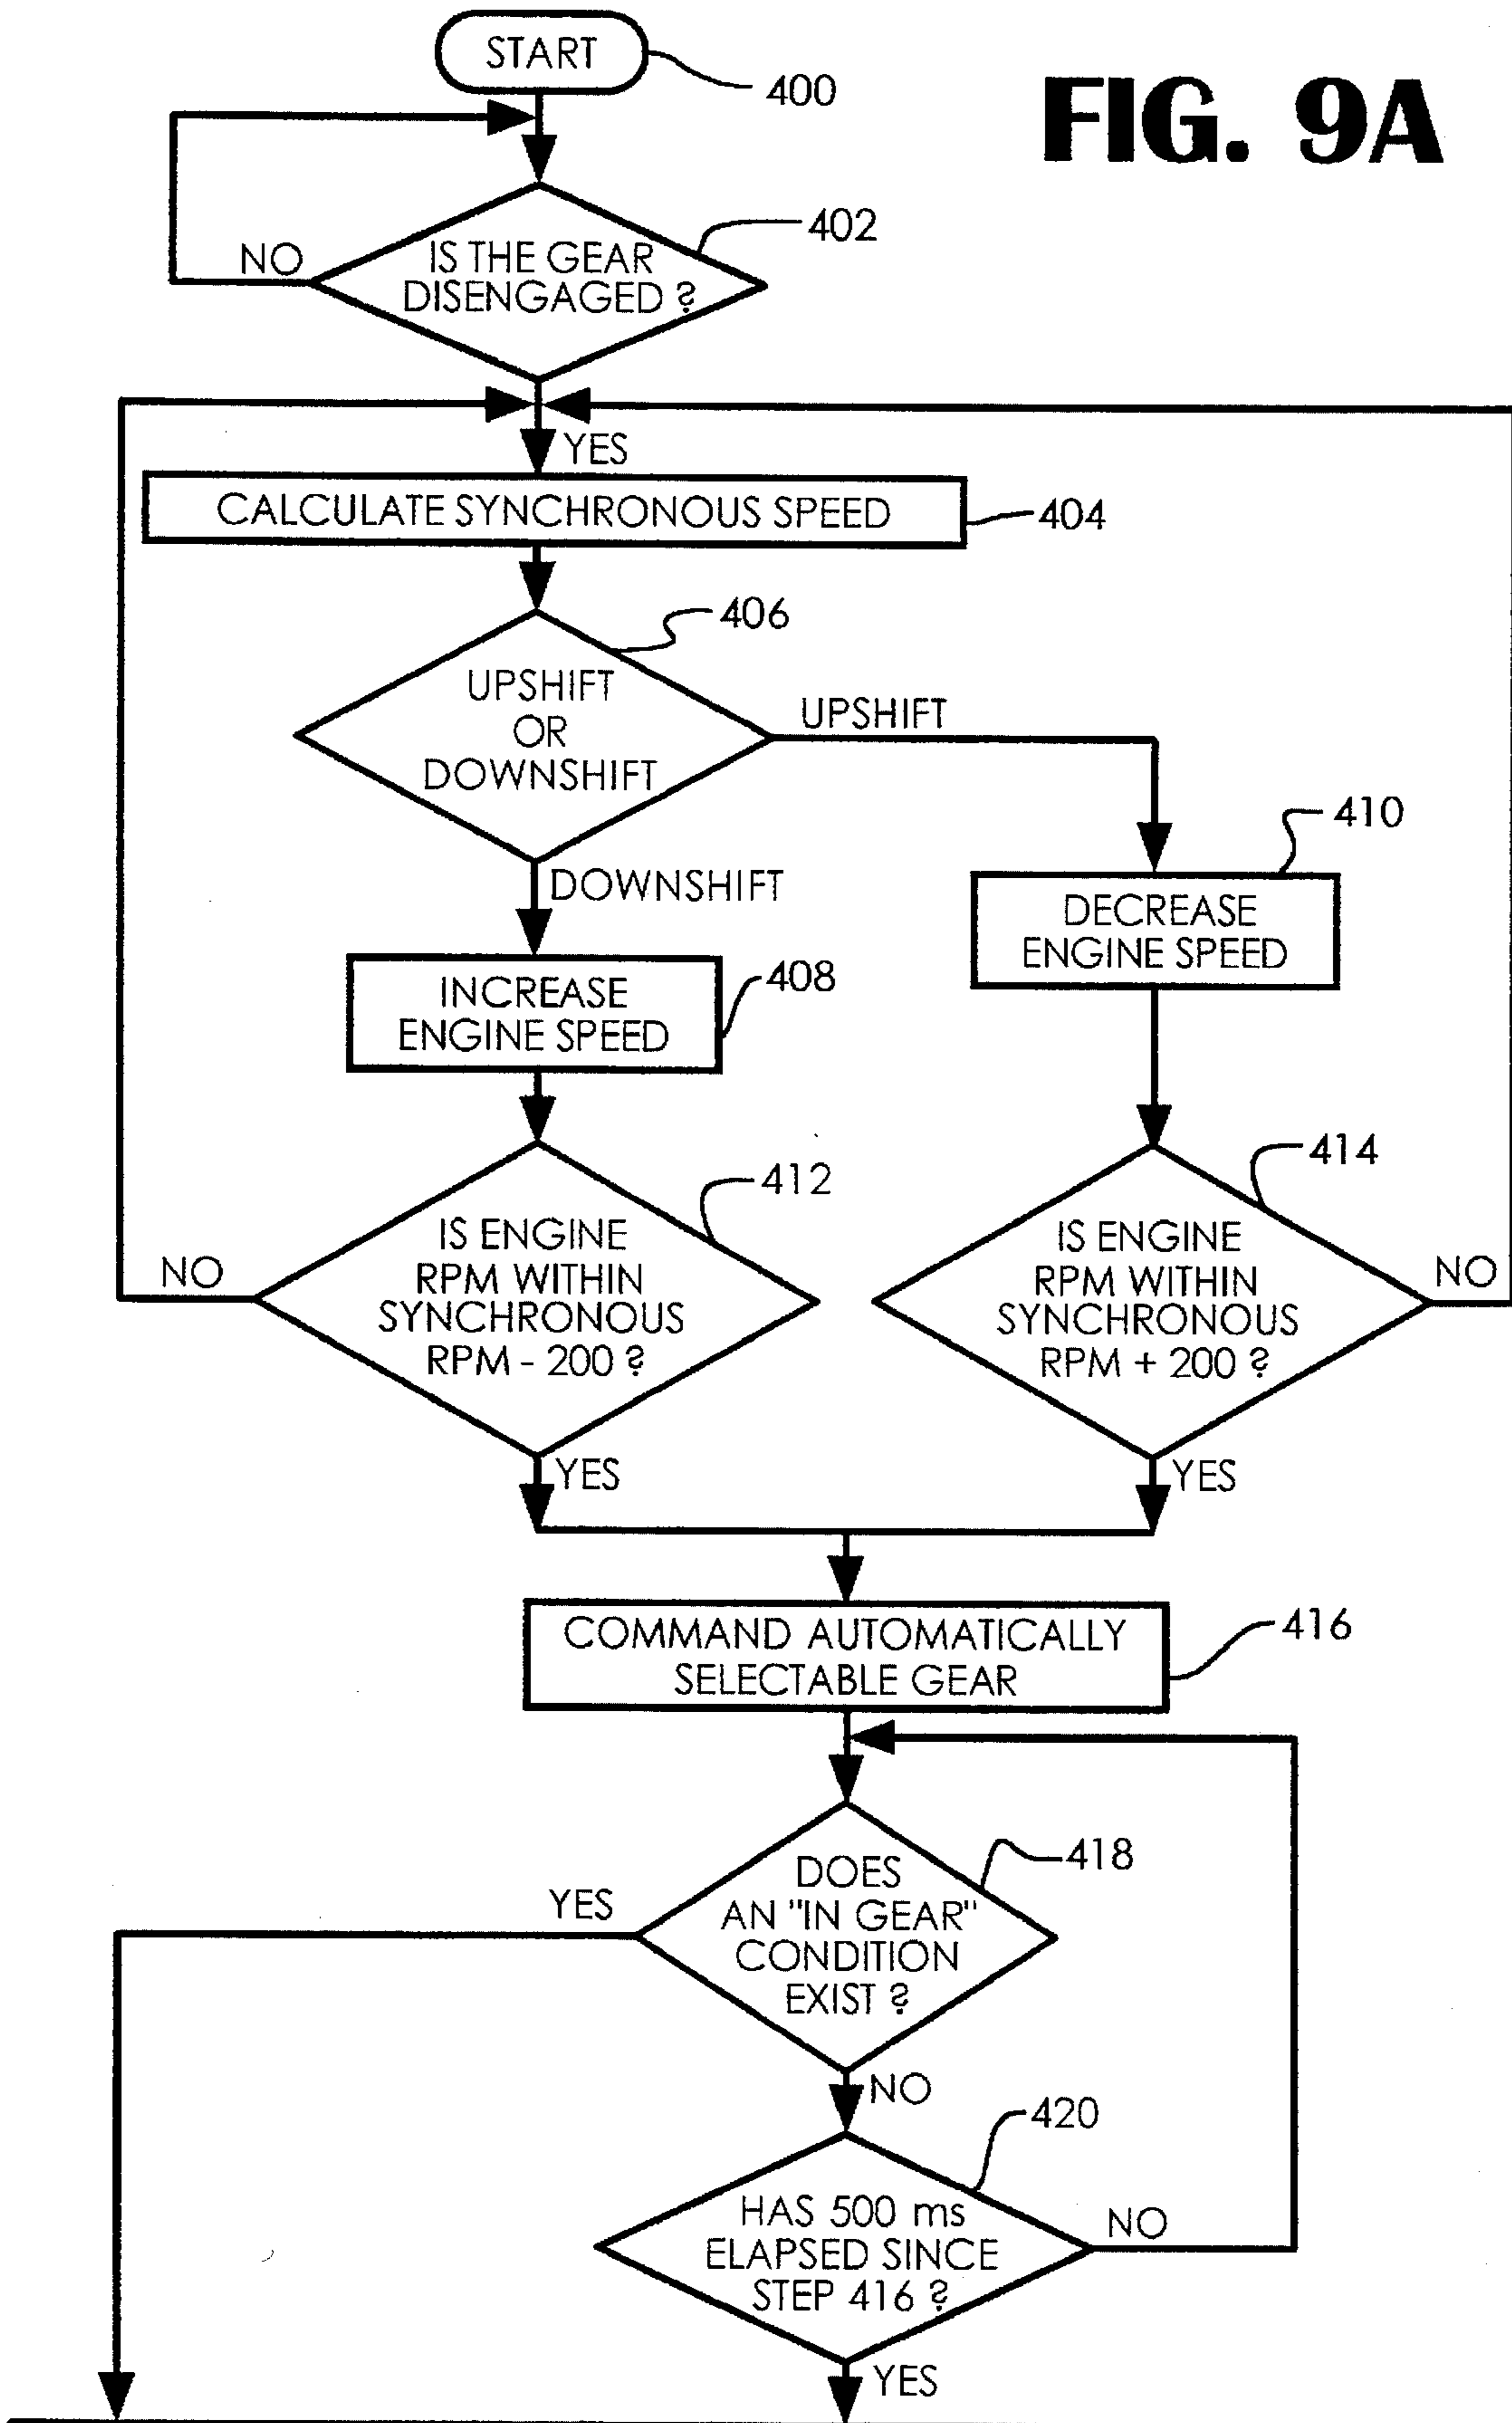 START
400
FIG. 9A
402
NO
IS THE GEAR
DISENGAGED ?
YES
CALCULATE SYNCHRONOUS SPEED
404
406
UPSHIFT
OR
DOWNSHIFT
UPSHIFT
410
DOWNSHIFT
DECREASE
ENGINE SPEED
408
INCREASE
ENGINE SPEED
412
414
IS ENGINE
RPM WITHIN
SYNCHRONOUS
RPM - 200 ?
NO
IS ENGINE
RPM WITHIN
SYNCHRONOUS
RPM + 200 ?
NO
YES
YES
COMMAND AUTOMATICALLY
SELECTABLE GEAR
416
418
DOES
AN "IN GEAR"
CONDITION
EXIST ?
YES
NO
420
HAS 500 ms
ELAPSED SINCE
STEP 416 ?
NO
YES